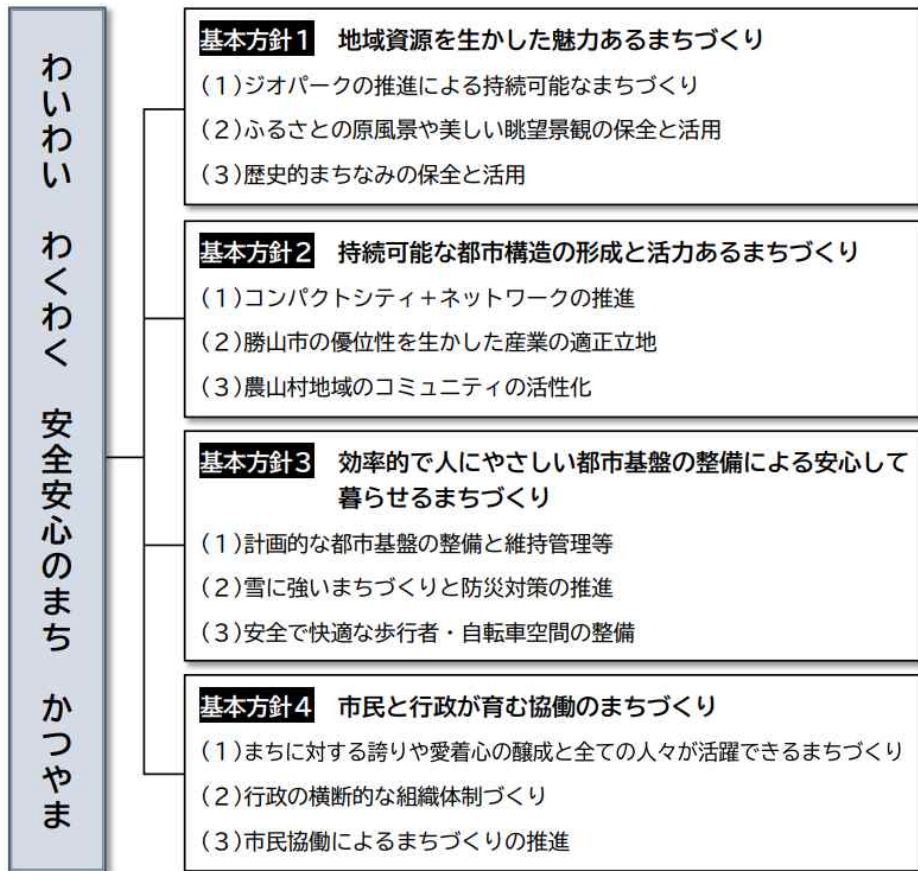 わいわい わくわく 安全安心のまち かつやま
基本方針1 地域資源を生かした魅力あるまちづくり
(1)ジオパークの推進による持続可能なまちづくり
(2)ふるさとの原風景や美しい眺望景観の保全と活用
(3)歴史的まちなみの保全と活用
基本方針2 持続可能な都市構造の形成と活力あるまちづくり
(1)コンパクトシティ+ネットワークの推進
(2)勝山市の優位性を生かした産業の適正立地
(3)農山村地域のコミュニティの活性化
基本方針3 効率的で人にやさしい都市基盤の整備による安心して
暮らせるまちづくり
(1)計画的な都市基盤の整備と維持管理等
(2)雪に強いまちづくりと防災対策の推進
(3)安全で快適な歩行者・自転車空間の整備
基本方針4 市民と行政が育む協働のまちづくり
(1)まちに対する誇りや愛着心の醸成と全ての人々が活躍できるまちづくり
(2)行政の横断的な組織体制づくり
(3)市民協働によるまちづくりの推進